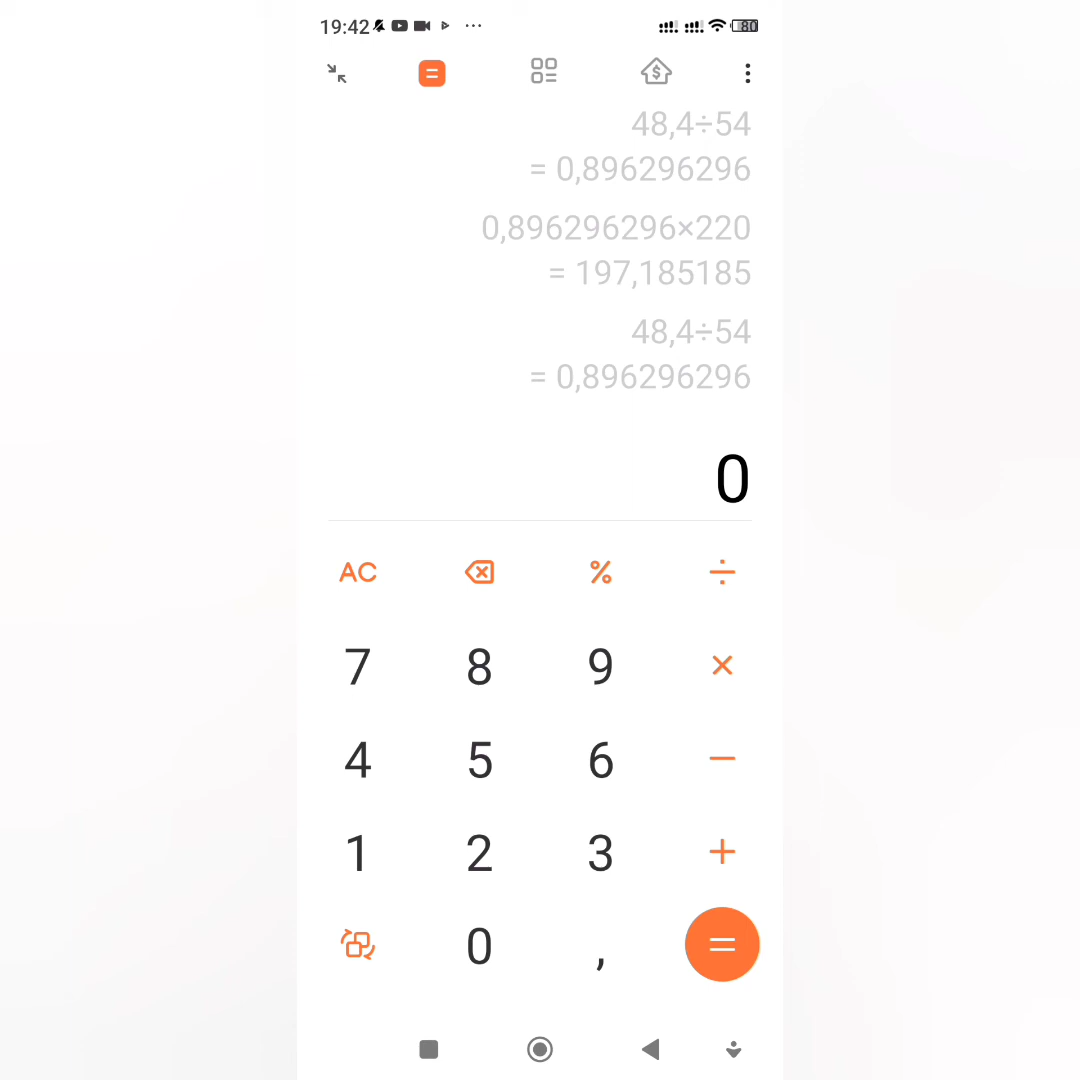 19:42 ··· 80
48,4÷54
= 0,896296296
0,896296296×220
= 197,185185
48,4÷54
= 0,896296296
0
AC % ÷
7 8 9 ×
4 5 6 −
1 2 3 +
0 , =